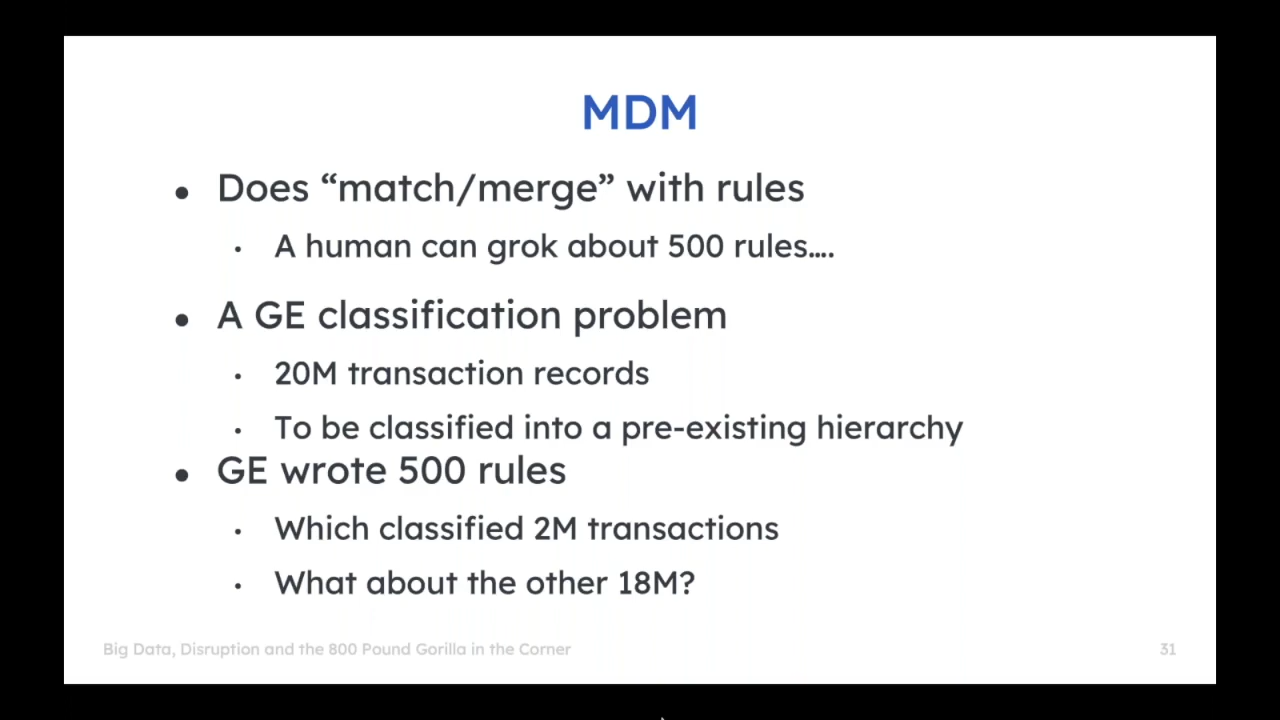 MDM
• Does “match/merge” with rules
• A human can grok about 500 rules....
• A GE classification problem
• 20M transaction records
• To be classified into a pre-existing hierarchy
• GE wrote 500 rules
• Which classified 2M transactions
• What about the other 18M?
Big Data, Disruption and the 800 Pound Gorilla in the Corner
31